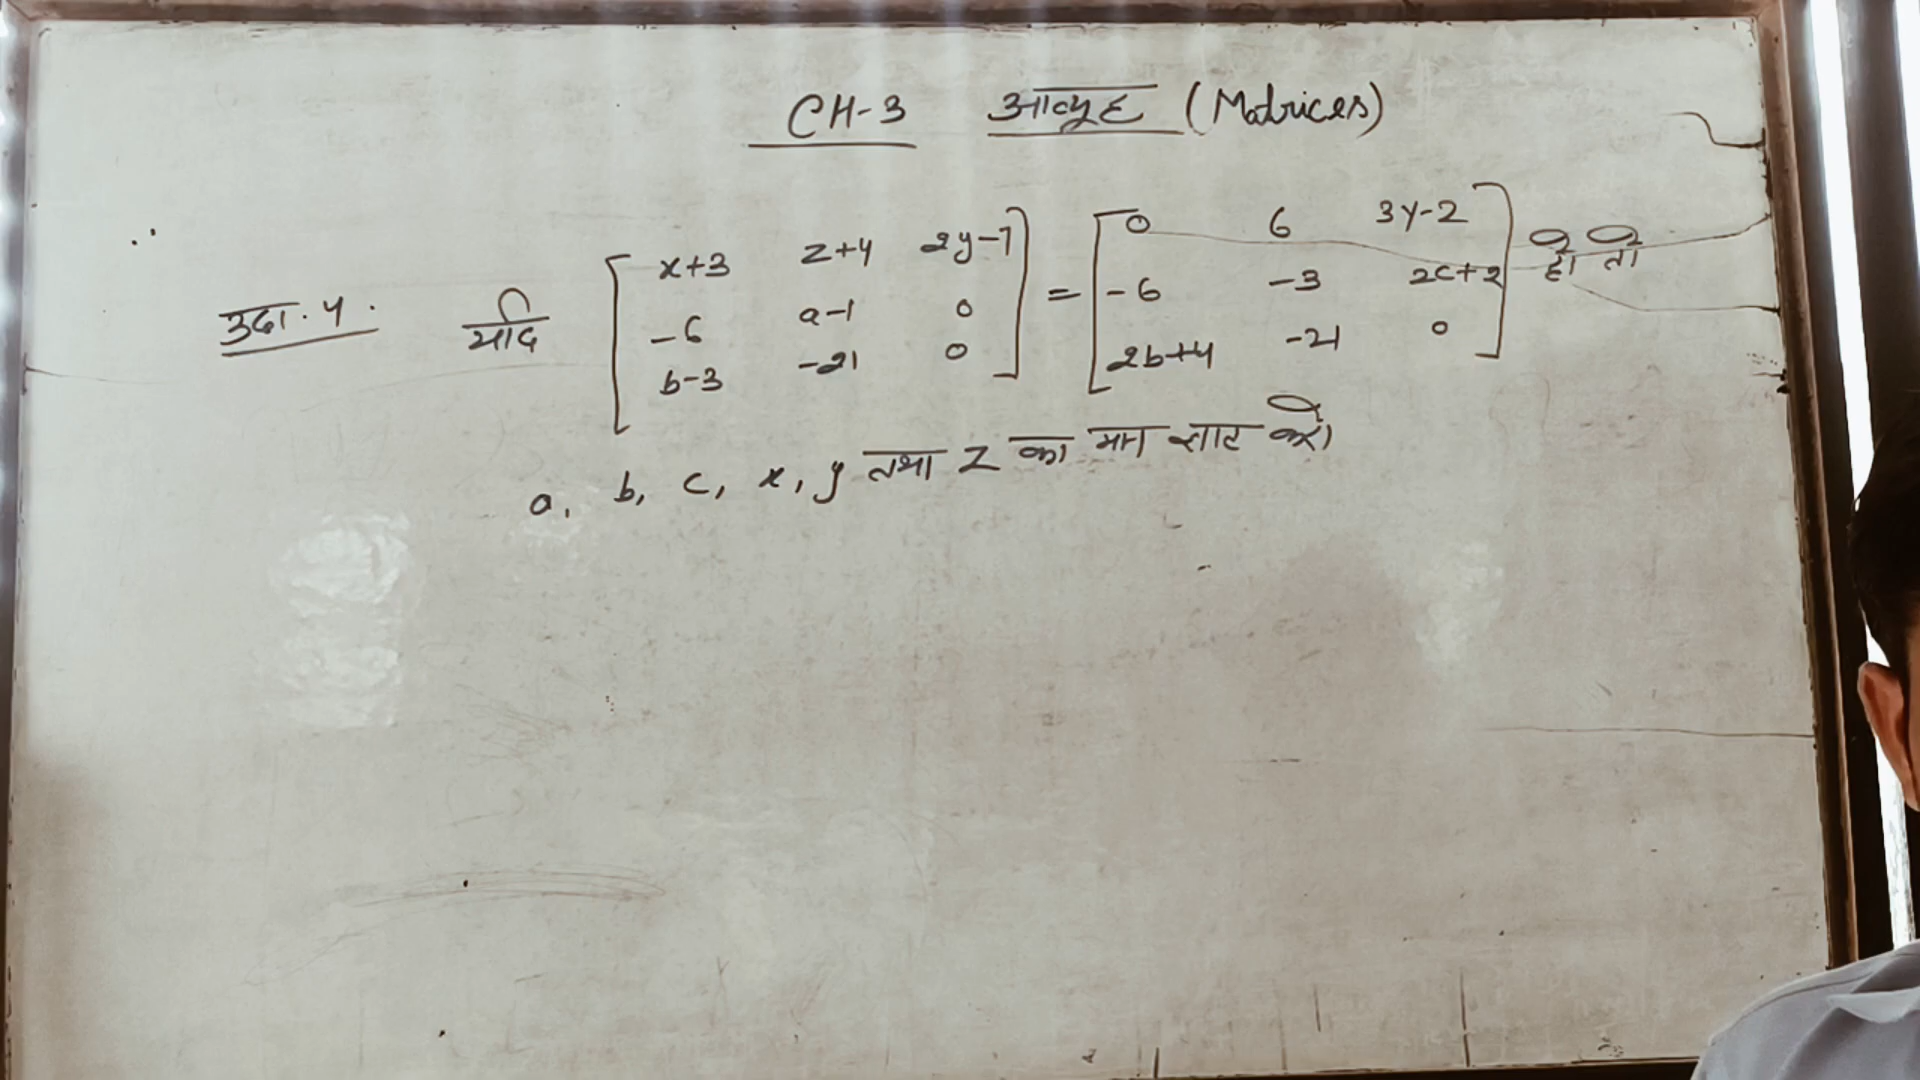 CH-3 आव्यूह (Matrices)
उदा. 4. यदि [ x+3 z+4 2y-7 ] = [ 0 6 3y-2 ] हो तो
-6 a-1 0 -6 -3 2c+2
b-3 -21 0 2b+4 -21 0
a, b, c, x, y तथा z का मान ज्ञात करो